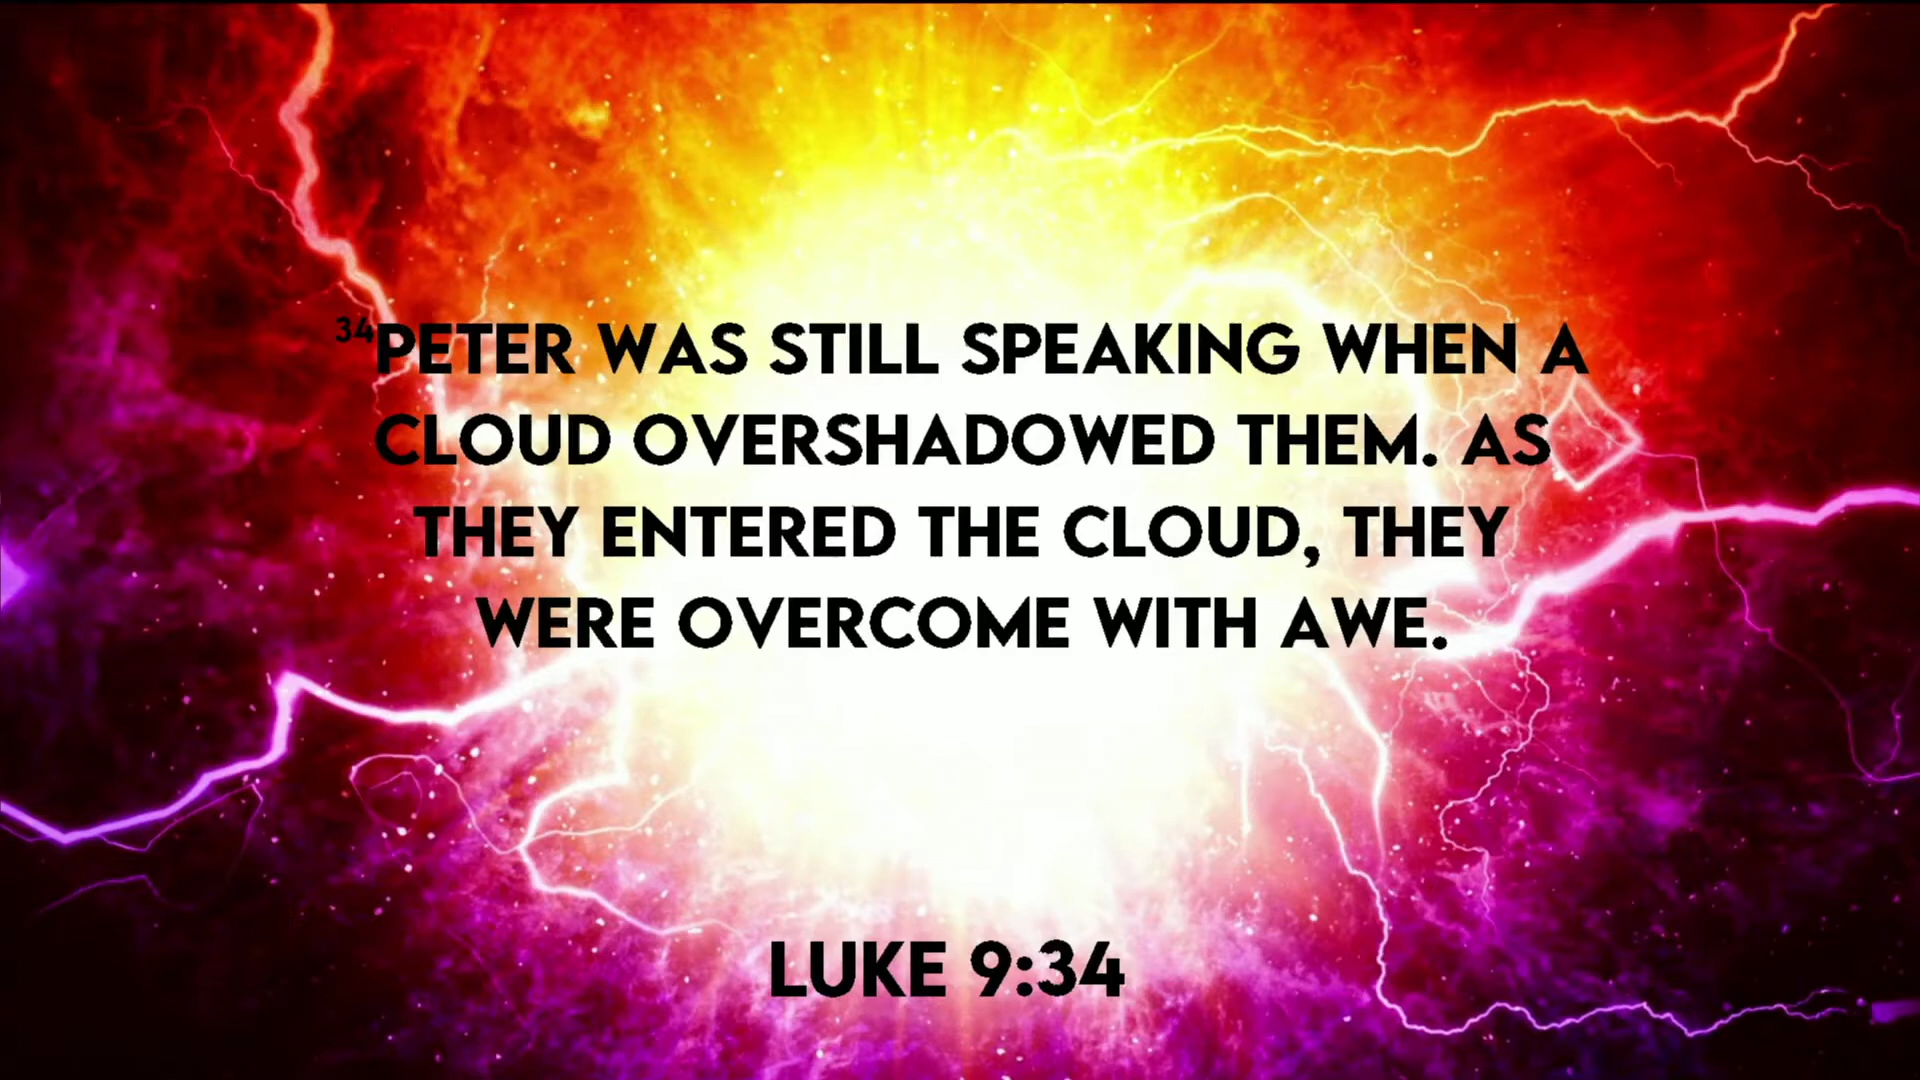 ³⁴PETER WAS STILL SPEAKING WHEN A
CLOUD OVERSHADOWED THEM. AS
THEY ENTERED THE CLOUD, THEY
WERE OVERCOME WITH AWE.
LUKE 9:34